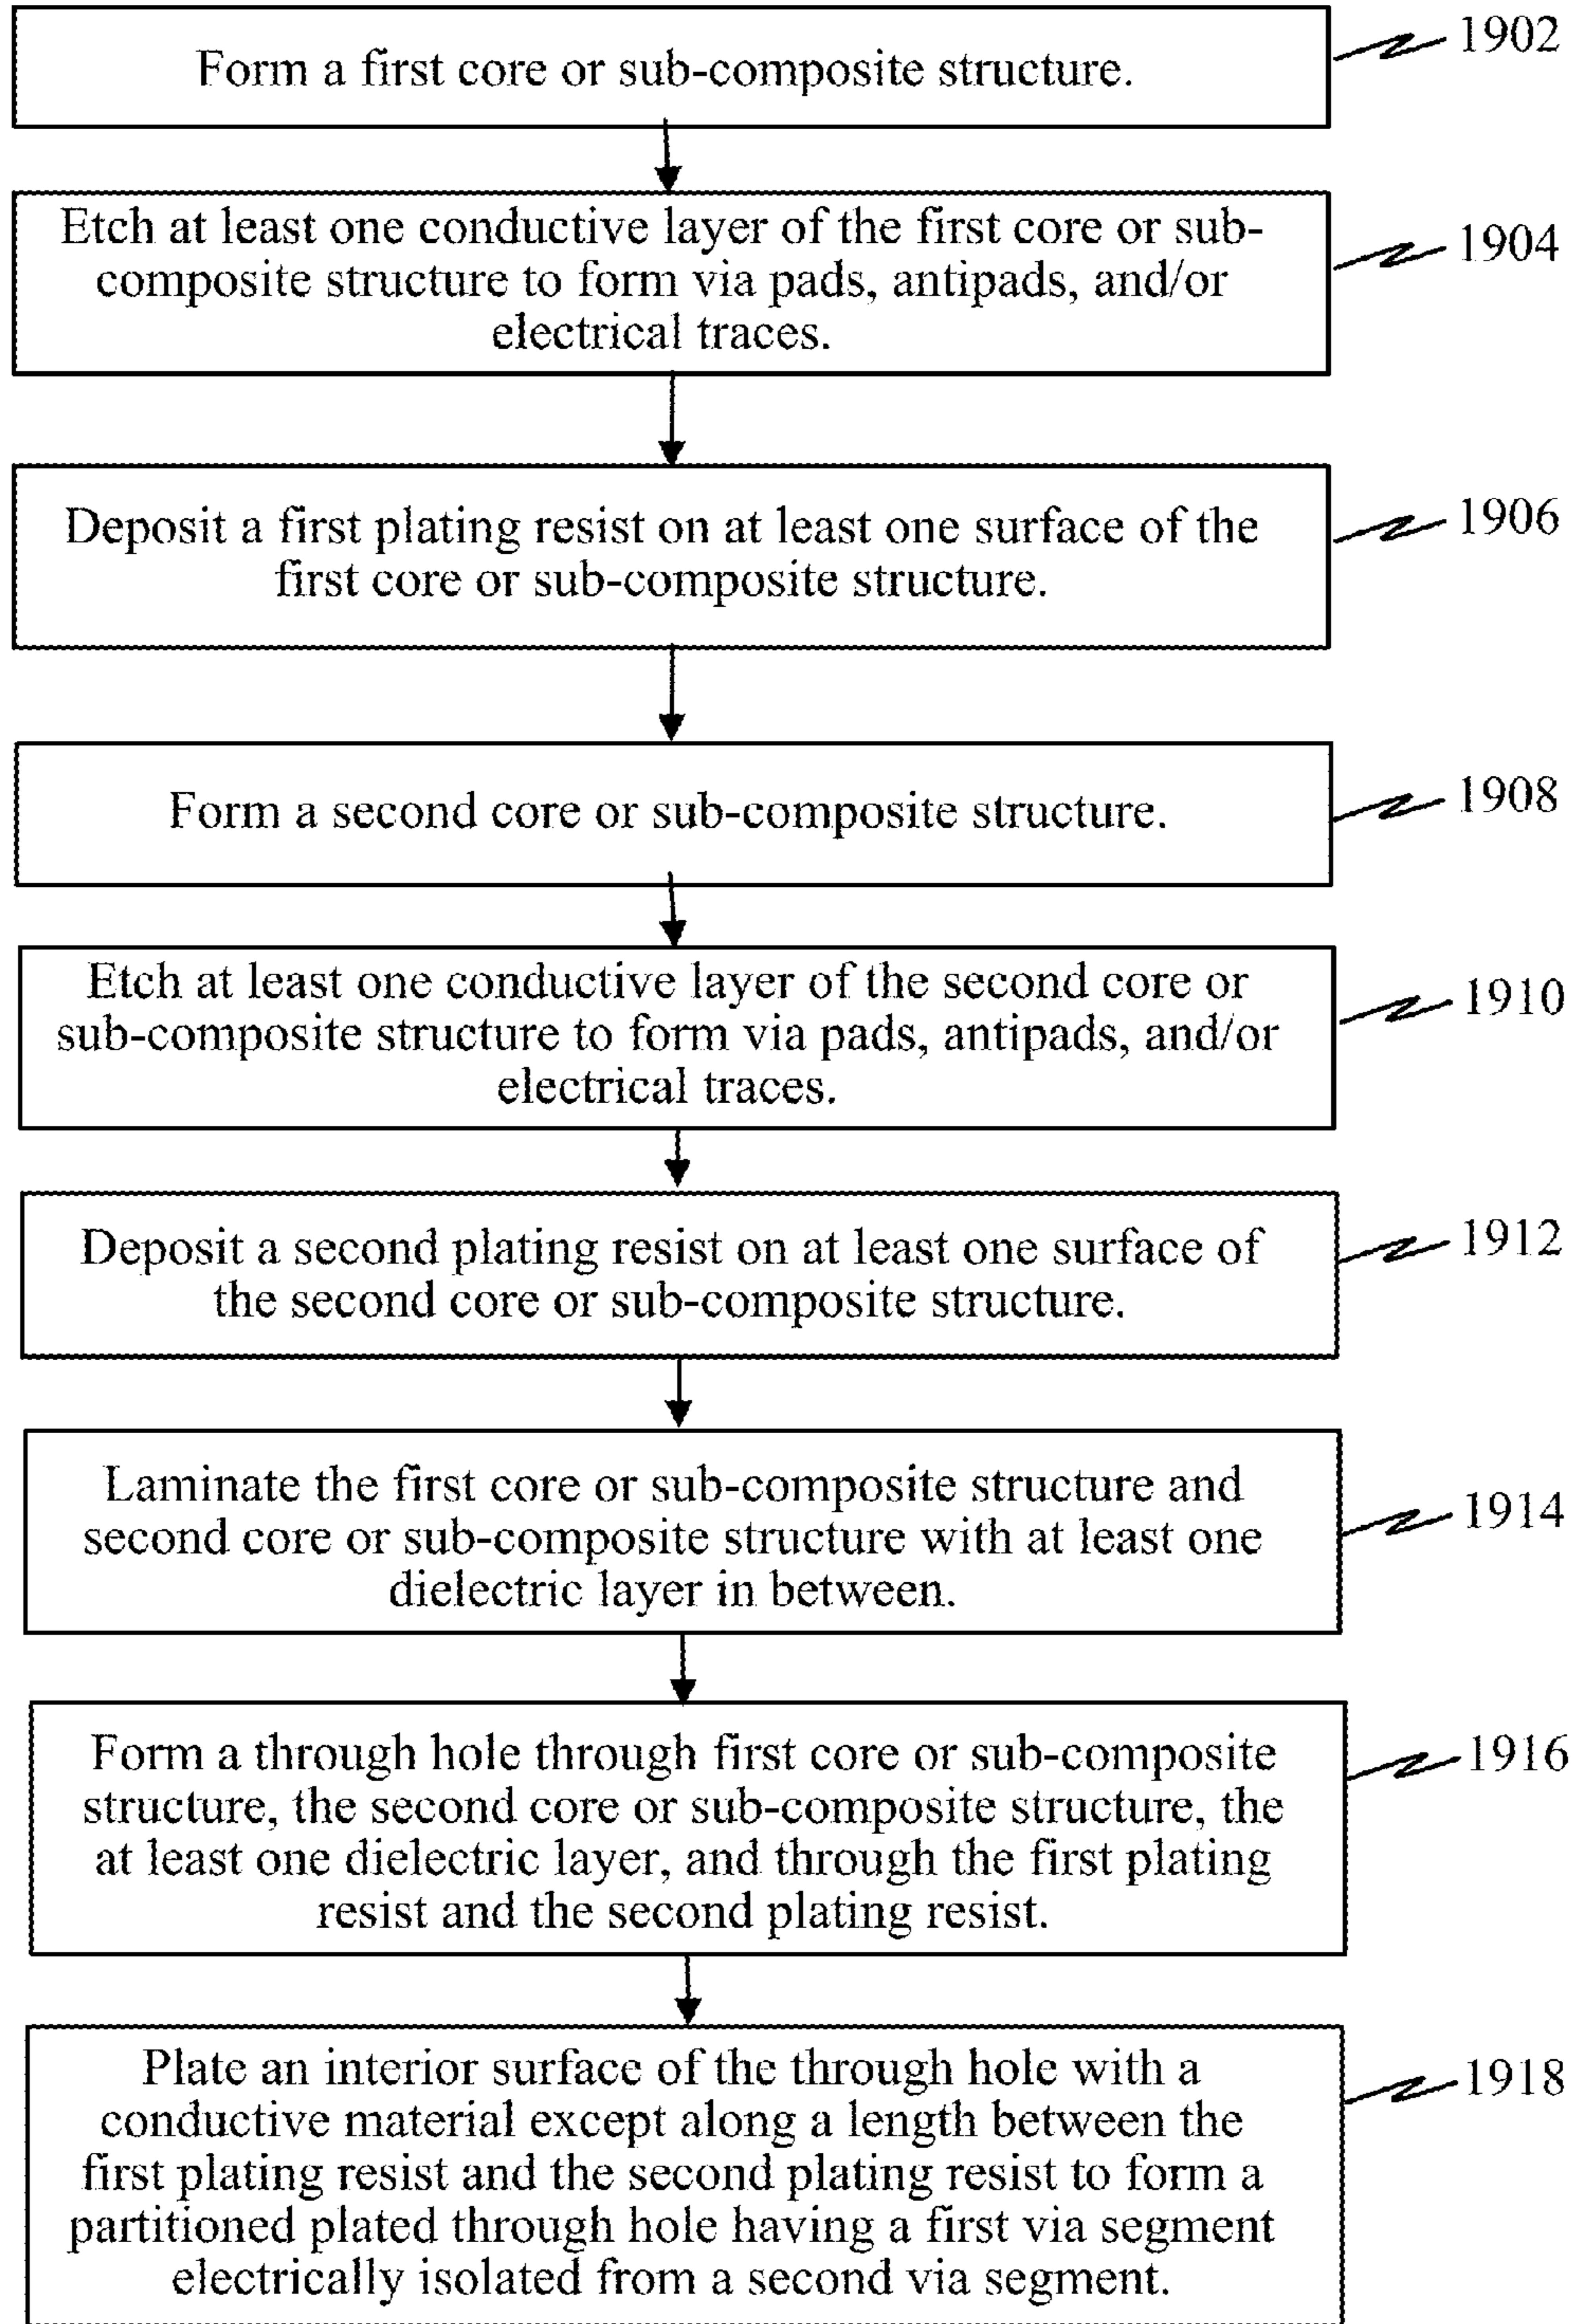 Form a first core or sub-composite structure.
1902
Etch at least one conductive layer of the first core or sub-
composite structure to form via pads, antipads, and/or
electrical traces.
1904
Deposit a first plating resist on at least one surface of the
first core or sub-composite structure.
1906
Form a second core or sub-composite structure.
1908
Etch at least one conductive layer of the second core or
sub-composite structure to form via pads, antipads, and/or
electrical traces.
1910
Deposit a second plating resist on at least one surface of
the second core or sub-composite structure.
1912
Laminate the first core or sub-composite structure and
second core or sub-composite structure with at least one
dielectric layer in between.
1914
Form a through hole through first core or sub-composite
structure, the second core or sub-composite structure, the
at least one dielectric layer, and through the first plating
resist and the second plating resist.
1916
Plate an interior surface of the through hole with a
conductive material except along a length between the
first plating resist and the second plating resist to form a
partitioned plated through hole having a first via segment
electrically isolated from a second via segment.
1918